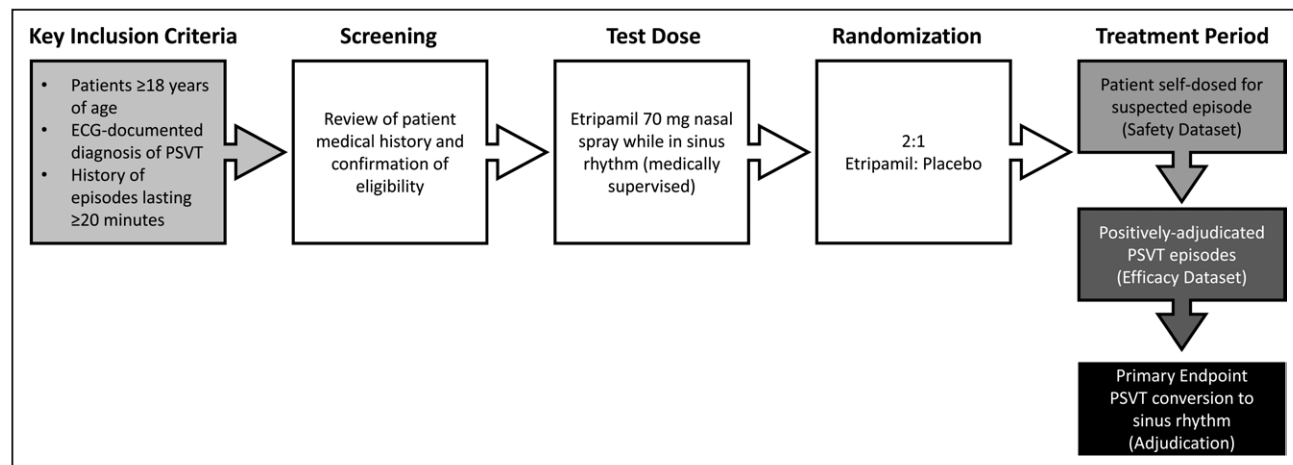 Key Inclusion Criteria
• Patients ≥18 years
of age
• ECG-documented
diagnosis of PSVT
• History of
episodes lasting
≥20 minutes
Screening
Review of patient
medical history and
confirmation of
eligibility
Test Dose
Etripamil 70 mg nasal
spray while in sinus
rhythm (medically
supervised)
Randomization
2:1
Etripamil: Placebo
Treatment Period
Patient self-dosed for
suspected episode
(Safety Dataset)
Positively-adjudicated
PSVT episodes
(Efficacy Dataset)
Primary Endpoint
PSVT conversion to
sinus rhythm
(Adjudication)